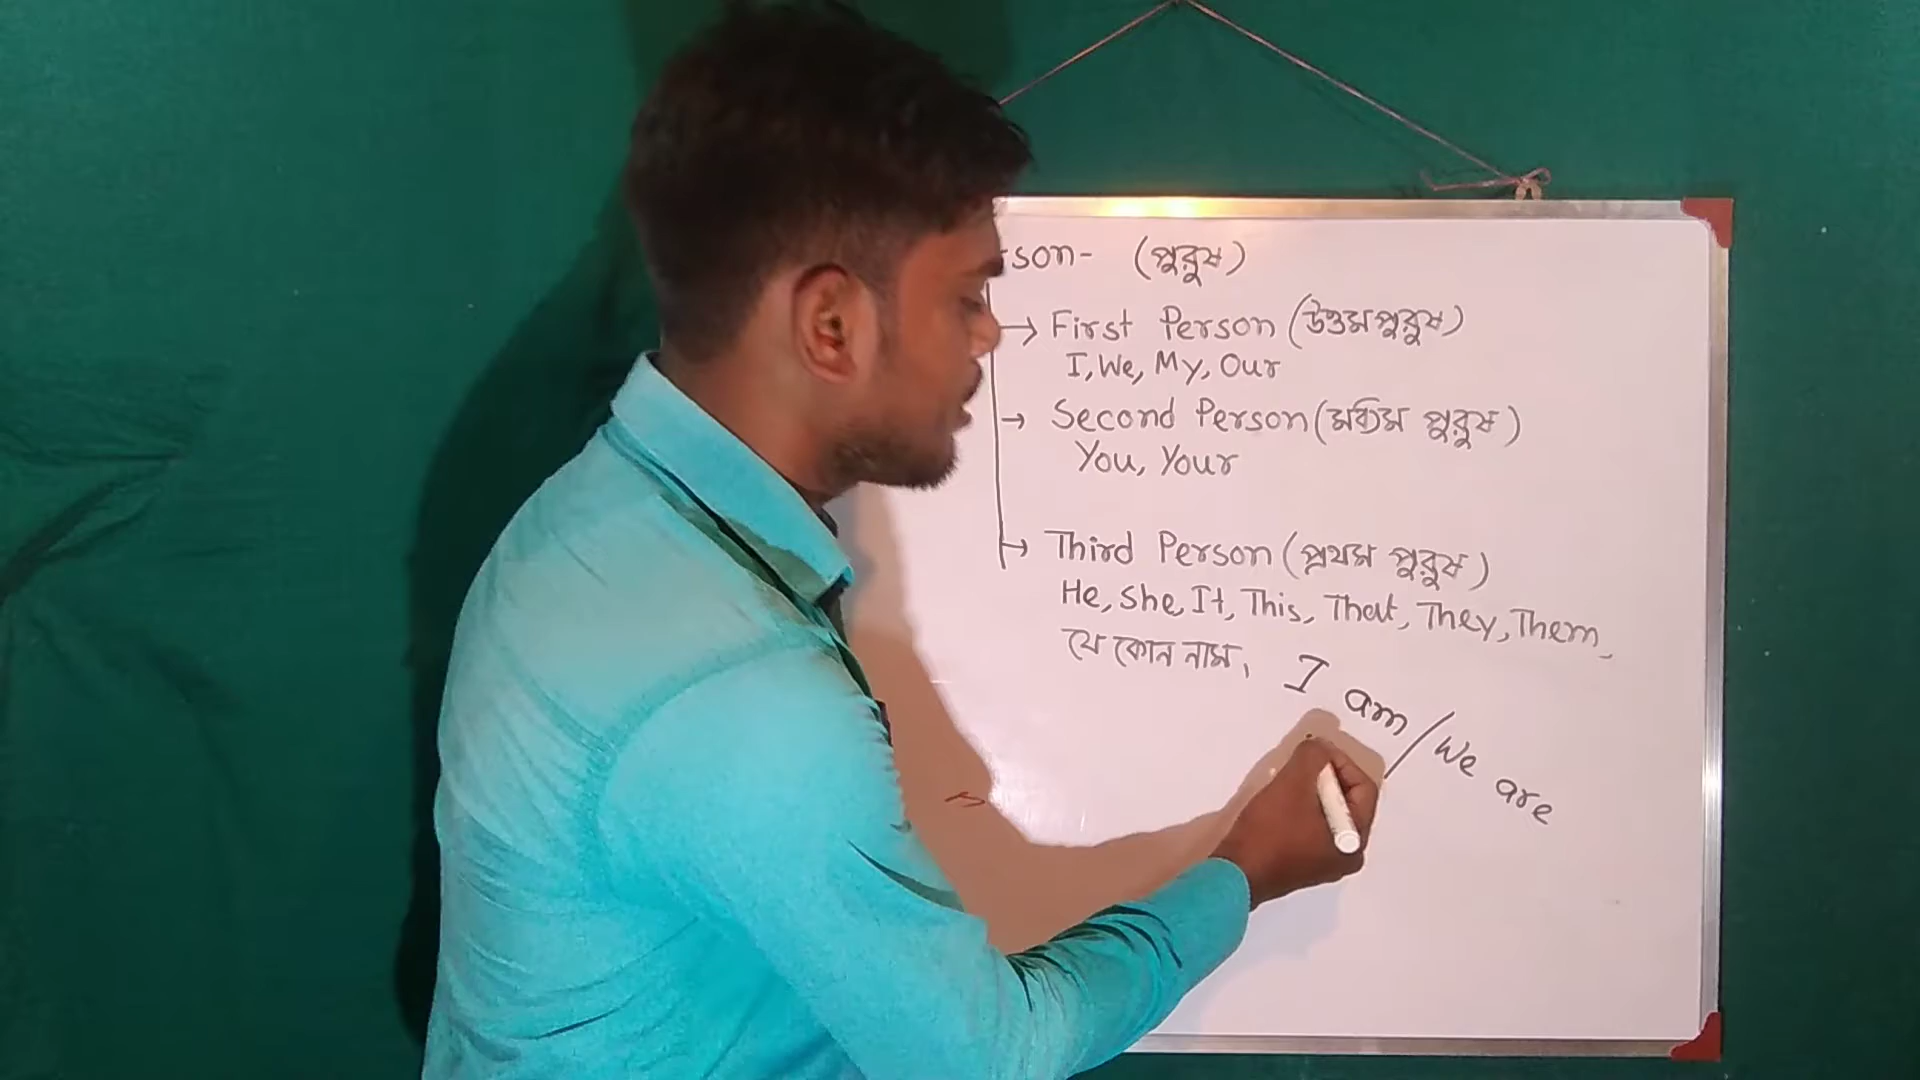 son- (পুরুষ)
→ First Person (উত্তমপুরুষ)
I, We, My, Our
→ Second Person (মধ্যম পুরুষ)
You, Your
→ Third Person (প্রথম পুরুষ)
He, She, It, This, That, They, Them,
যে কোন নাম,
I am / We are